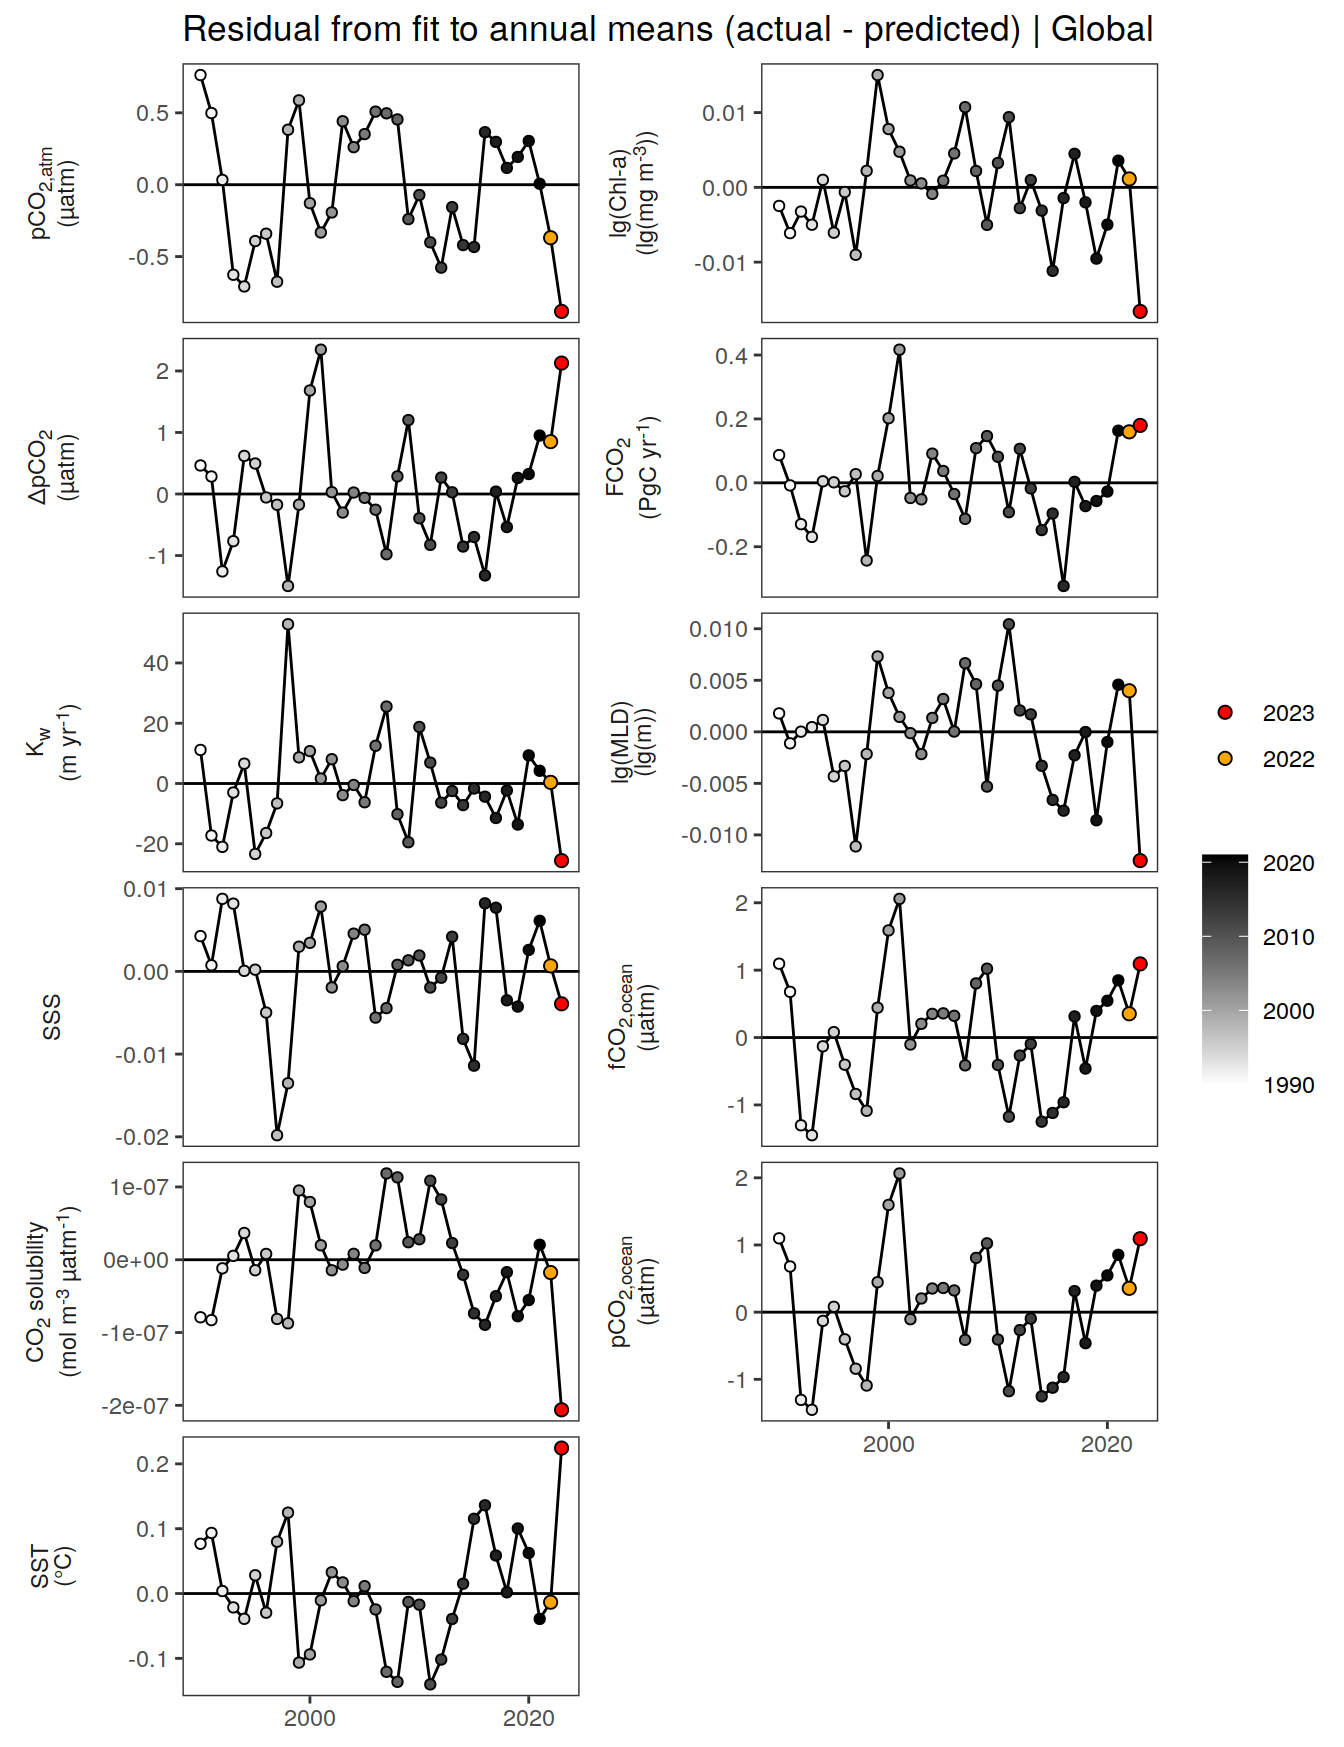 Residual from fit to annual means (actual - predicted) | Global
pCO2,atm
(µatm)
0.5
0.0
-0.5
lg(Chl-a)
(lg(mg m-3))
0.01
0.00
-0.01
ΔpCO2
(µatm)
2
1
0
-1
FCO2
(PgC yr-1)
0.4
0.2
0.0
-0.2
Kw
(m yr-1)
40
20
0
-20
lg(MLD)
(lg(m))
0.010
0.005
0.000
-0.005
-0.010
SSS
0.01
0.00
-0.01
-0.02
fCO2,ocean
(µatm)
2
1
0
-1
CO2 solubility
(mol m-3 µatm-1)
1e-07
0e+00
-1e-07
-2e-07
pCO2,ocean
(µatm)
2
1
0
-1
2000 2020
SST
(°C)
0.2
0.1
0.0
-0.1
2000 2020
2023
2022
2020
2010
2000
1990